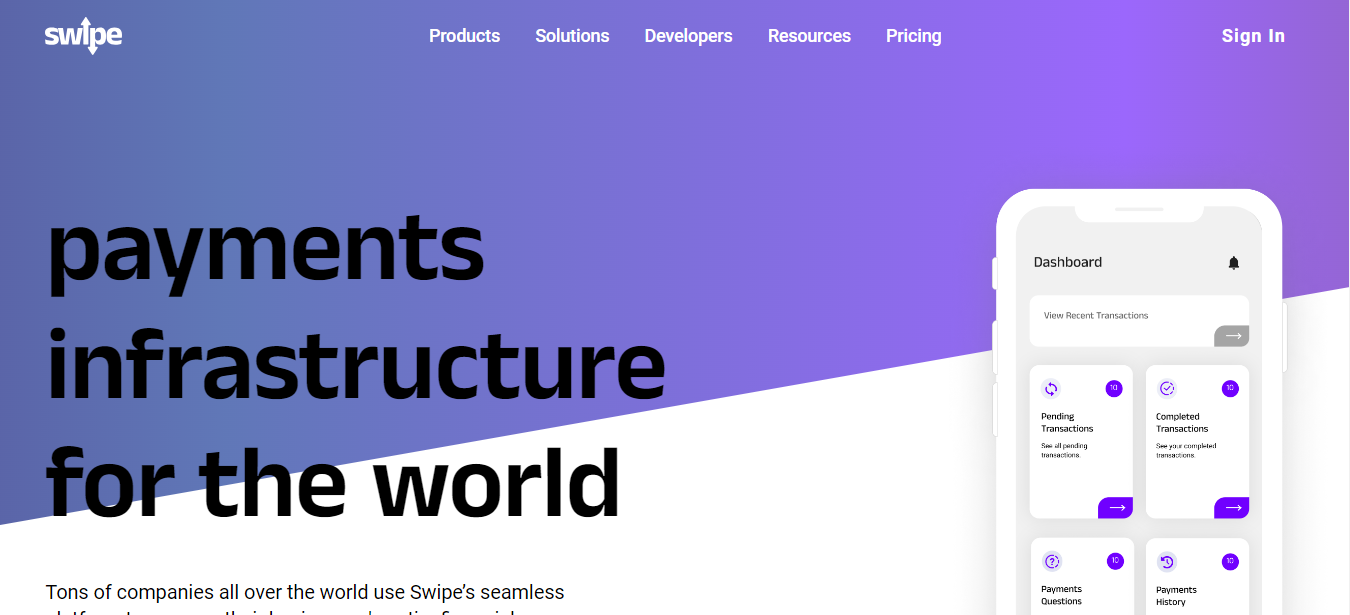 swipe
Products Solutions Developers Resources Pricing Sign In
payments
infrastructure
for the world
Tons of companies all over the world use Swipe's seamless
Dashboard
View Recent Transactions
10
Pending
Transactions
See all pending
transactions.
10
Completed
Transactions
See your completed
transactions.
10
Payments
Questions
10
Payments
History